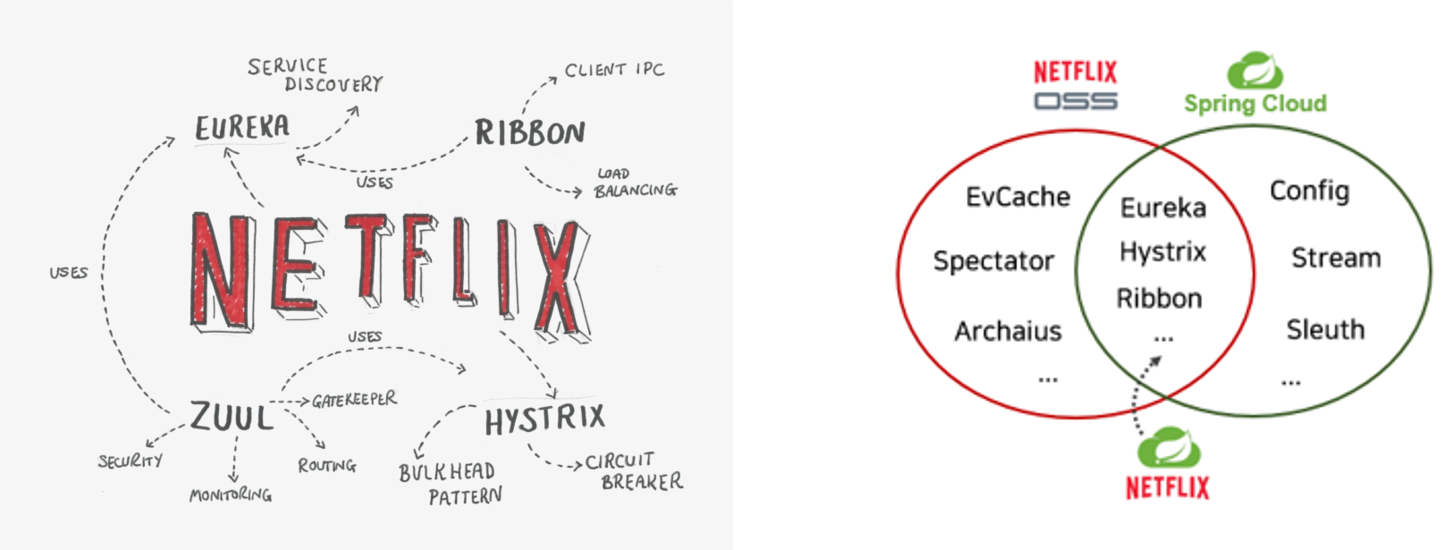 SERVICE
DISCOVERY
CLIENT IPC
EUREKA
RIBBON
USES
LOAD
BALANCING
NETFLIX
USES
USES
ZUUL
GATEKEEPER
HYSTRIX
SECURITY
MONITORING
ROUTING
BULKHEAD
PATTERN
CIRCUIT
BREAKER
NETFLIX
OSS
Spring Cloud
EvCache
Spectator
Archaius
...
Eureka
Hystrix
Ribbon
...
Config
Stream
Sleuth
...
NETFLIX